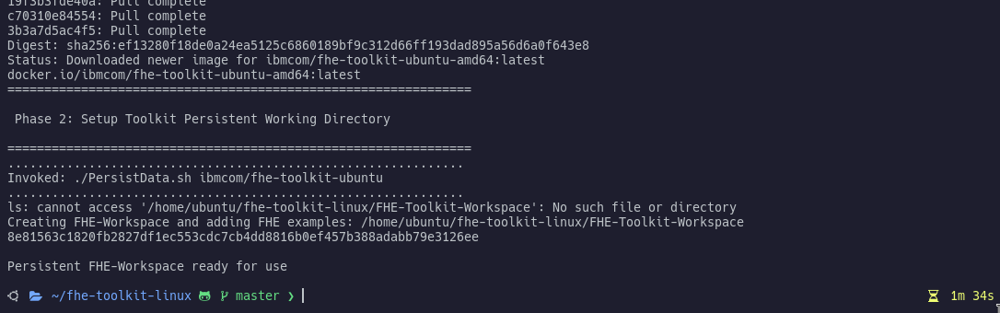 19f3b3fde40a: Pull complete
c70310e84554: Pull complete
3b3a7d5ac4f5: Pull complete
Digest: sha256:ef13280f18de0a24ea5125c6860189bf9c312d66ff193dad895a56d6a0f643e8
Status: Downloaded newer image for ibmcom/fhe-toolkit-ubuntu-amd64:latest
docker.io/ibmcom/fhe-toolkit-ubuntu-amd64:latest
===============================================================
Phase 2: Setup Toolkit Persistent Working Directory
===============================================================
..............................................................
Invoked: ./PersistData.sh ibmcom/fhe-toolkit-ubuntu
..............................................................
ls: cannot access '/home/ubuntu/fhe-toolkit-linux/FHE-Toolkit-Workspace': No such file or directory
Creating FHE-Workspace and adding FHE examples: /home/ubuntu/fhe-toolkit-linux/FHE-Toolkit-Workspace
8e81563c1820fb2827df1ec553cdc7cb4dd8816b0ef457b388adabb79e3126ee
Persistent FHE-Workspace ready for use
~/fhe-toolkit-linux master ❯ 1m 34s